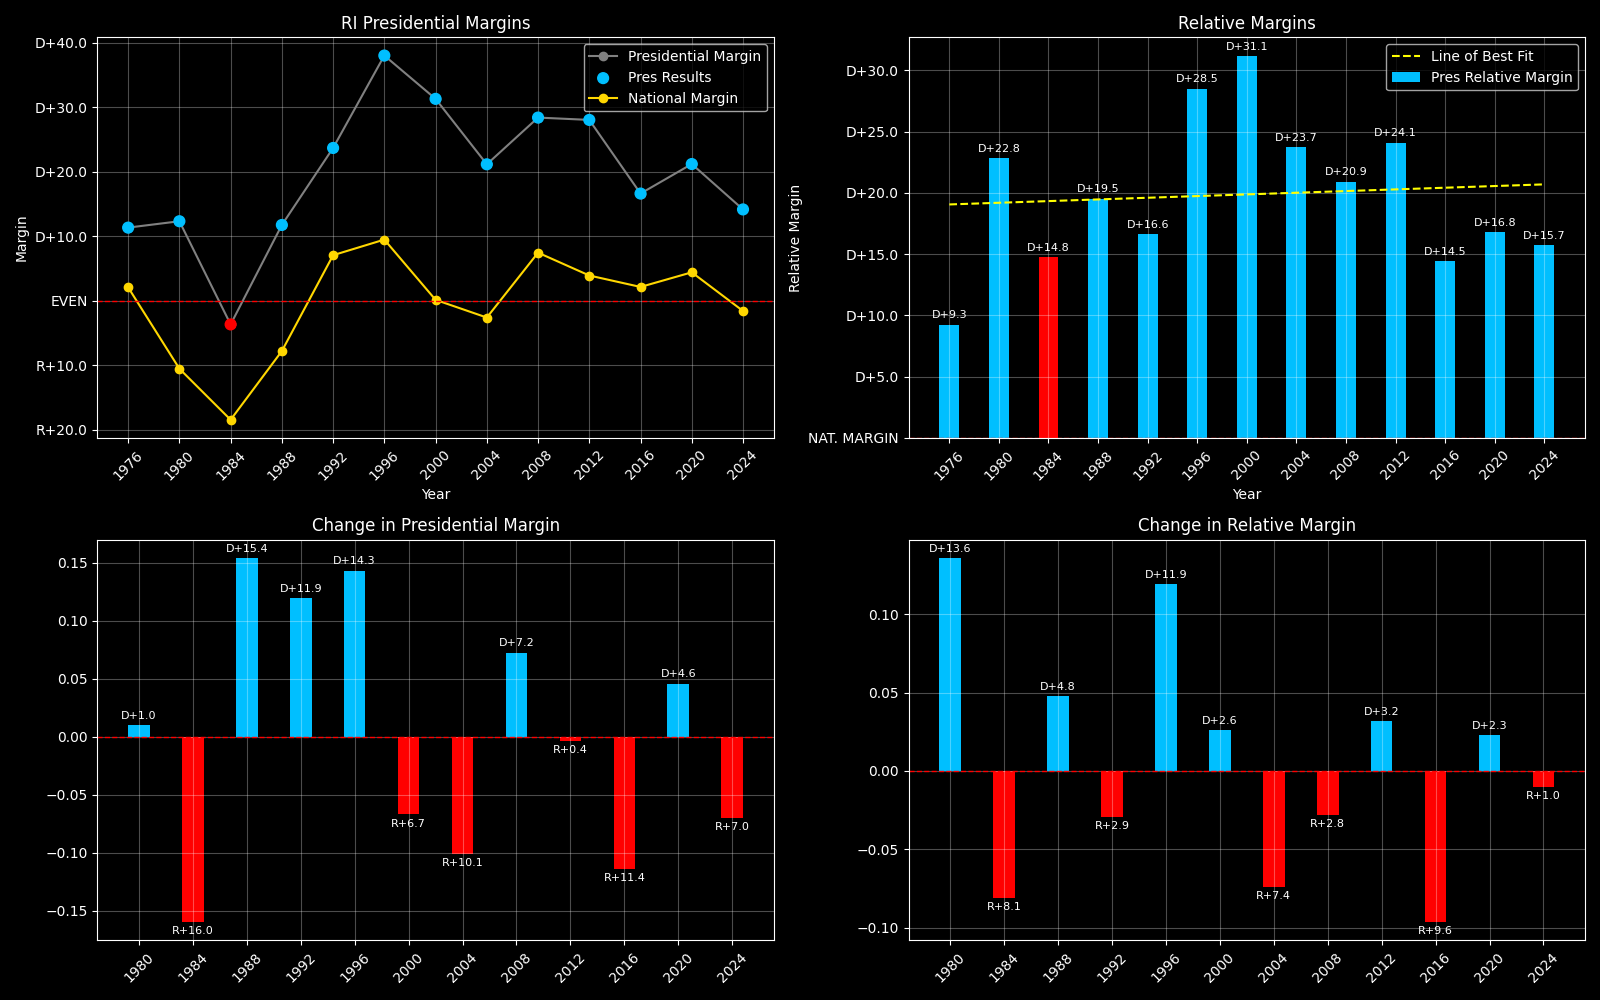 RI Presidential Margins
D+40.0
D+30.0
D+20.0
D+10.0
EVEN
R+10.0
R+20.0
Margin
Presidential Margin
Pres Results
National Margin
1976
1980
1984
1988
1992
1996
2000
2004
2008
2012
2016
2020
2024
Year
Relative Margins
D+30.0
D+25.0
D+20.0
D+15.0
D+10.0
D+5.0
NAT. MARGIN
Relative Margin
Line of Best Fit
Pres Relative Margin
D+9.3
D+22.8
D+14.8
D+19.5
D+16.6
D+28.5
D+31.1
D+23.7
D+20.9
D+24.1
D+14.5
D+16.8
D+15.7
1976
1980
1984
1988
1992
1996
2000
2004
2008
2012
2016
2020
2024
Year
Change in Presidential Margin
0.15
0.10
0.05
0.00
−0.05
−0.10
−0.15
D+1.0
R+16.0
D+15.4
D+11.9
D+14.3
R+6.7
R+10.1
D+7.2
R+0.4
R+11.4
D+4.6
R+7.0
1980
1984
1988
1992
1996
2000
2004
2008
2012
2016
2020
2024
Change in Relative Margin
0.10
0.05
0.00
−0.05
−0.10
D+13.6
R+8.1
D+4.8
R+2.9
D+11.9
D+2.6
R+7.4
R+2.8
D+3.2
R+9.6
D+2.3
R+1.0
1980
1984
1988
1992
1996
2000
2004
2008
2012
2016
2020
2024